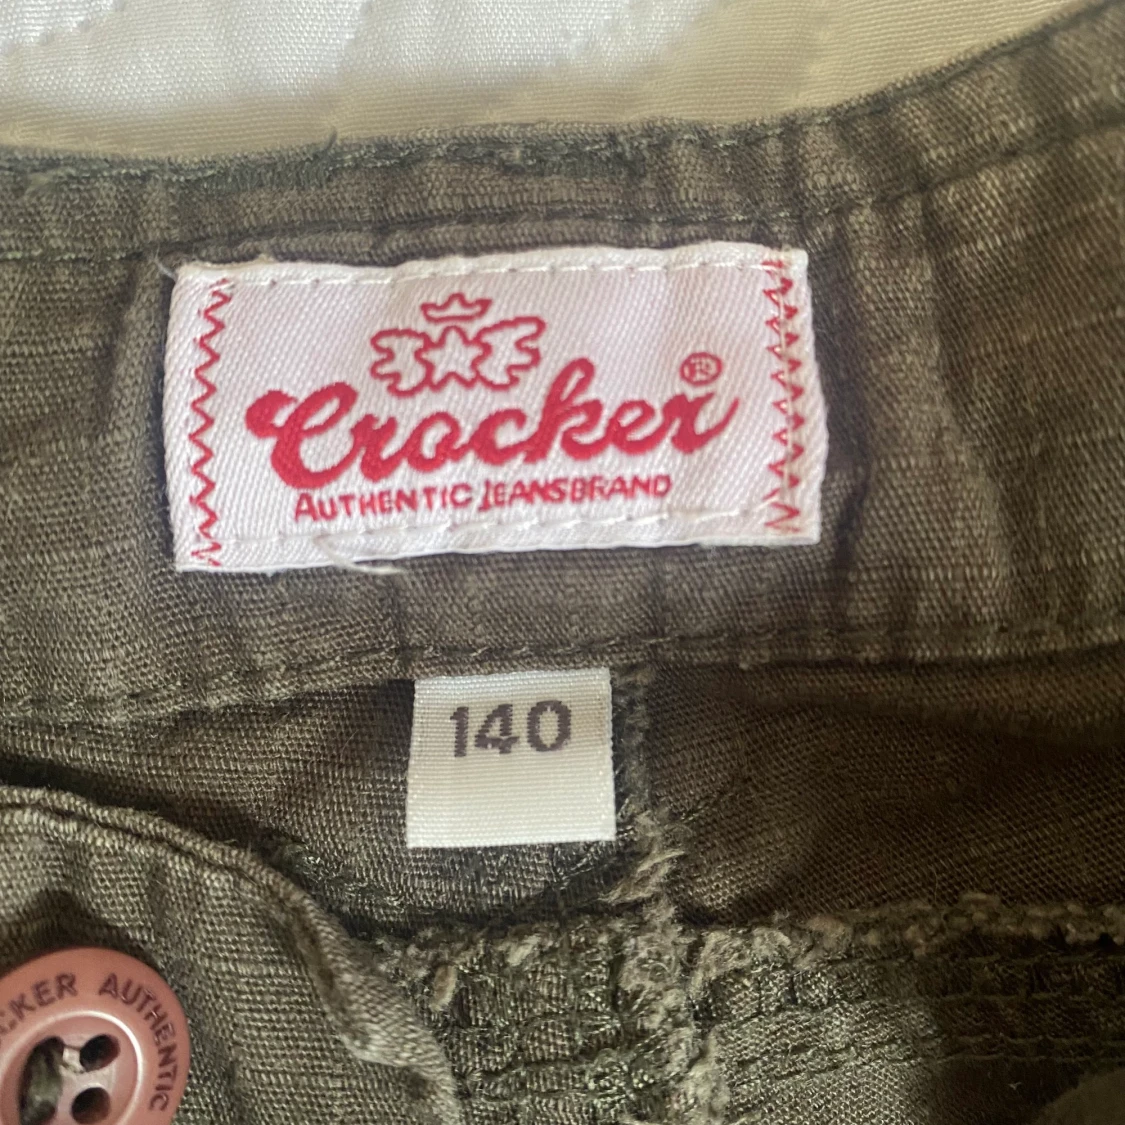 Crocker ®
AUTHENTIC JEANSBRAND
140
CKER AUTHENTIC